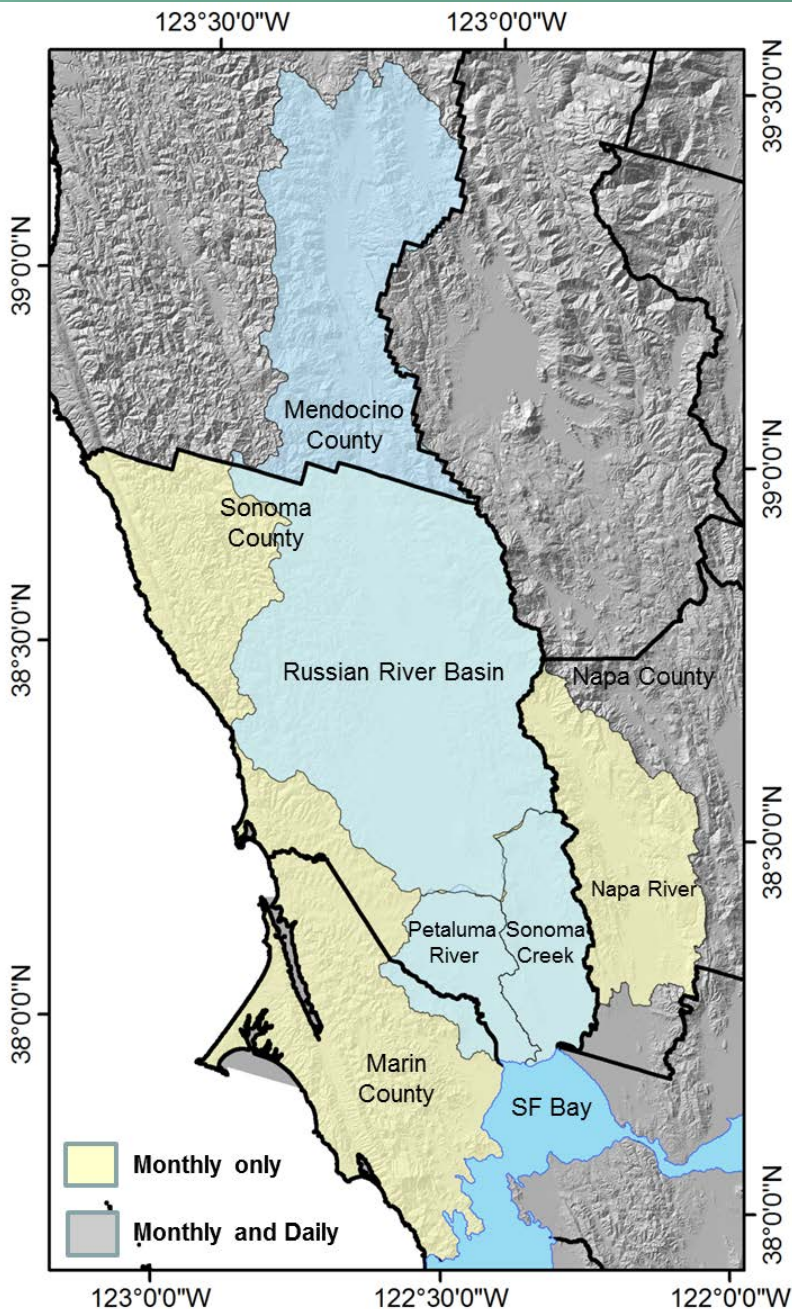 123°30'0"W
123°0'0"W
39°30'0"N
39°0'0"N
Mendocino
County
39°0'0"N
Sonoma
County
38°30'0"N
Russian River Basin
Napa County
38°30'0"N
Napa River
Petaluma
River
Sonoma
Creek
38°0'0"N
Marin
County
SF Bay
Monthly only
Monthly and Daily
38°0'0"N
123°0'0"W
122°30'0"W
122°0'0"W